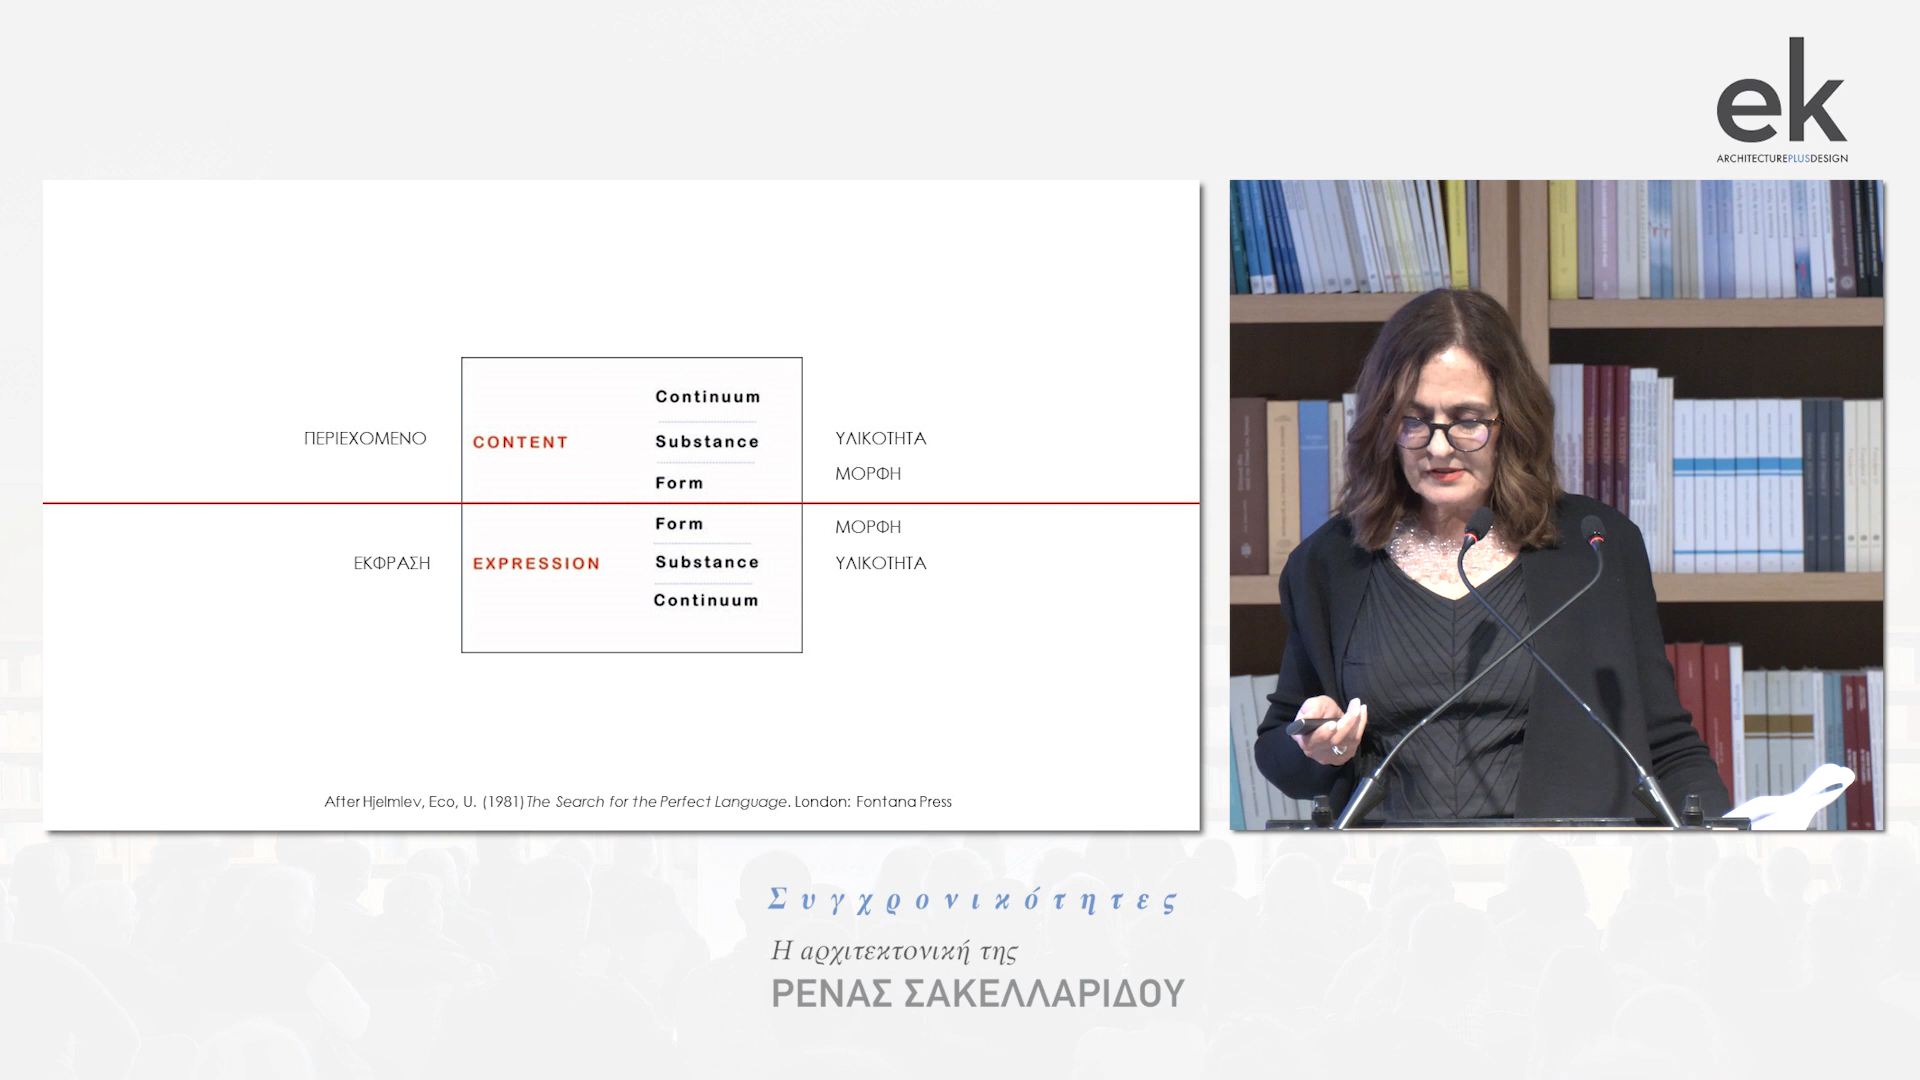 ek
ARCHITECTUREPLUSDESIGN
Continuum
ΠΕΡΙΕΧΟΜΕΝΟ CONTENT Substance ΥΛΙΚΟΤΗΤΑ
Form ΜΟΡΦΗ
Form ΜΟΡΦΗ
ΕΚΦΡΑΣΗ EXPRESSION Substance ΥΛΙΚΟΤΗΤΑ
Continuum
After Hjelmlev, Eco, U. (1981) The Search for the Perfect Language. London: Fontana Press
Συγχρονικότητες
Η αρχιτεκτονική της
ΡΕΝΑΣ ΣΑΚΕΛΛΑΡΙΔΟΥ